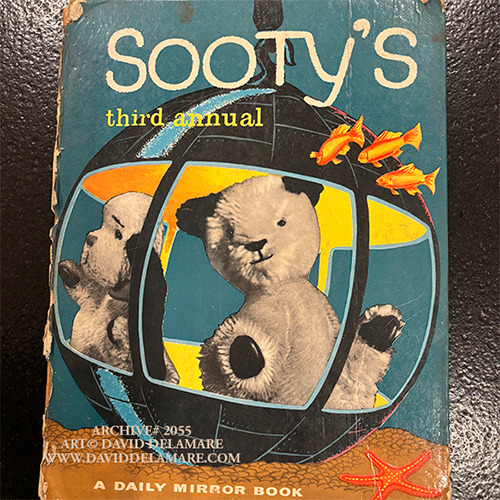 SOOTY'S
third annual
ARCHIVE# 2055
ART© DAVID DELAMARE
WWW.DAVIDDELAMARE.COM
A DAILY MIRROR BOOK